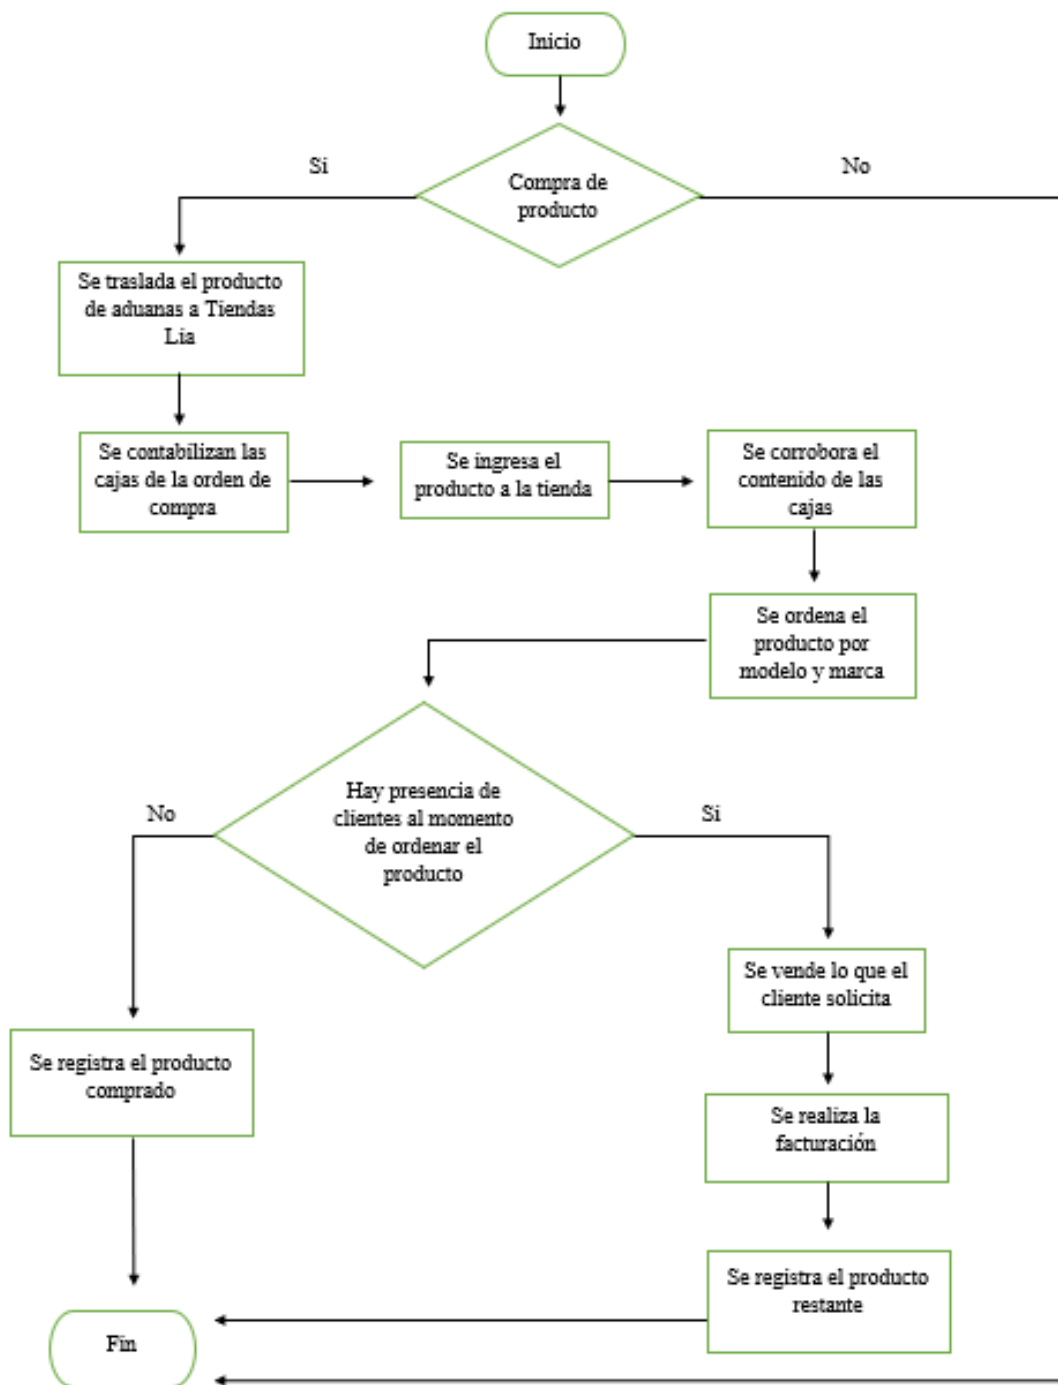 Inicio
Si
No
Compra de
producto
Se traslada el producto
de aduanas a Tiendas
Lia
Se contabilizan las
cajas de la orden de
compra
Se ingresa el
producto a la tienda
Se corrobora el
contenido de las
cajas
Se ordena el
producto por
modelo y marca
Hay presencia de
clientes al momento
de ordenar el
producto
No
Si
Se vende lo que el
cliente solicita
Se registra el producto
comprado
Se realiza la
facturación
Se registra el producto
restante
Fin